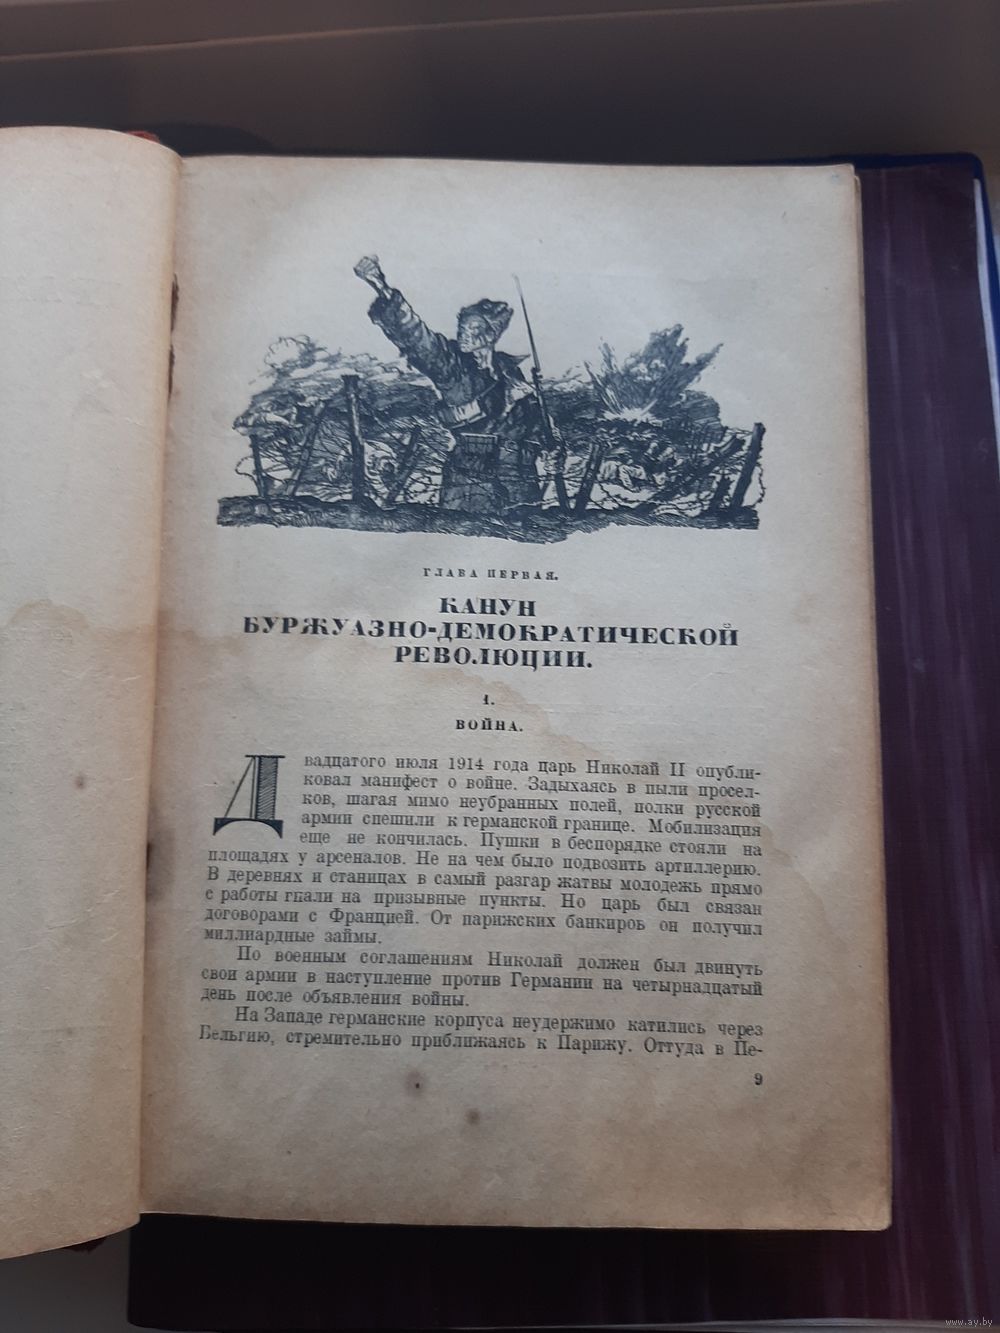 ГЛАВА ПЕРВАЯ.
КАНУН
БУРЖУАЗНО-ДЕМОКРАТИЧЕСКОЙ
РЕВОЛЮЦИИ.
1.
ВОЙНА.
Двадцатого июля 1914 года царь Николай II опубли-
ковал манифест о войне. Задыхаясь в пыли просел-
ков, шагая мимо неубранных полей, полки русской
армии спешили к германской границе. Мобилизация
еще не кончилась. Пушки в беспорядке стояли на
площадях у арсеналов. Не на чем было подвозить артиллерию.
В деревнях и станицах в самый разгар жатвы молодежь прямо
с работы гнали на призывные пункты. Но царь был связан
договорами с Францией. От парижских банкиров он получил
миллиардные займы.
По военным соглашениям Николай должен был двинуть
свои армии в наступление против Германии на четырнадцатый
день после объявления войны.
На Западе германские корпуса неудержимо катились через
Бельгию, стремительно приближаясь к Парижу. Оттуда в Пе-
9
www.ay.by